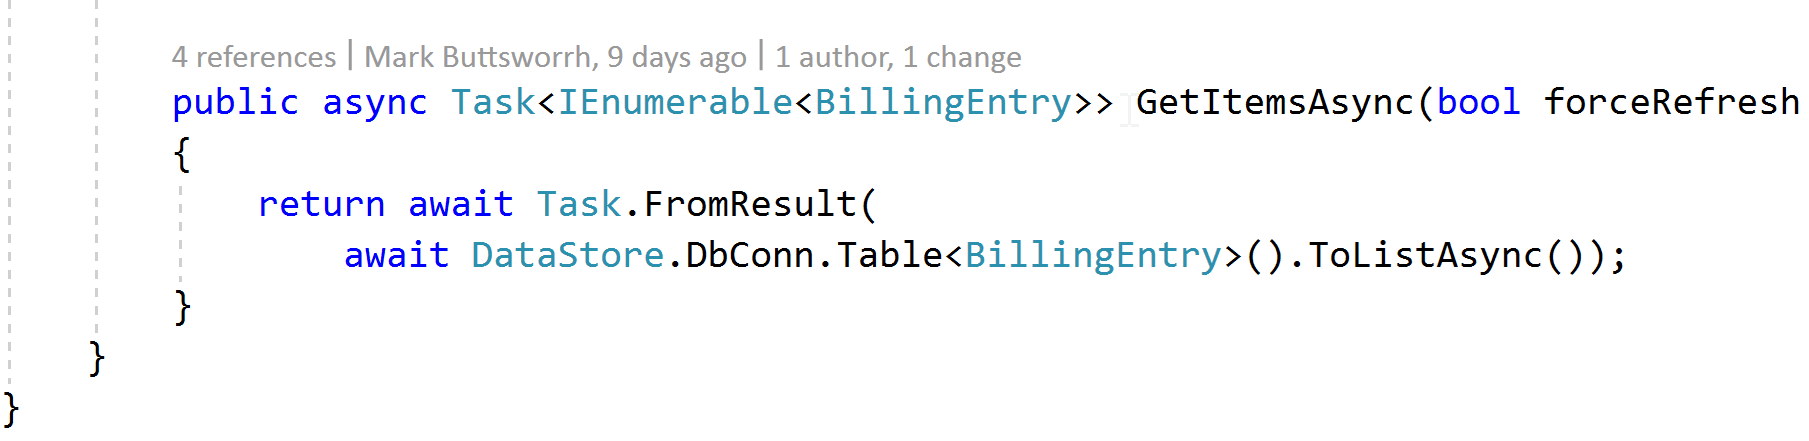 4 references | Mark Buttsworrh, 9 days ago | 1 author, 1 change
public async Task<IEnumerable<BillingEntry>> GetItemsAsync(bool forceRefresh
{
return await Task.FromResult(
await DataStore.DbConn.Table<BillingEntry>().ToListAsync());
}
}
}